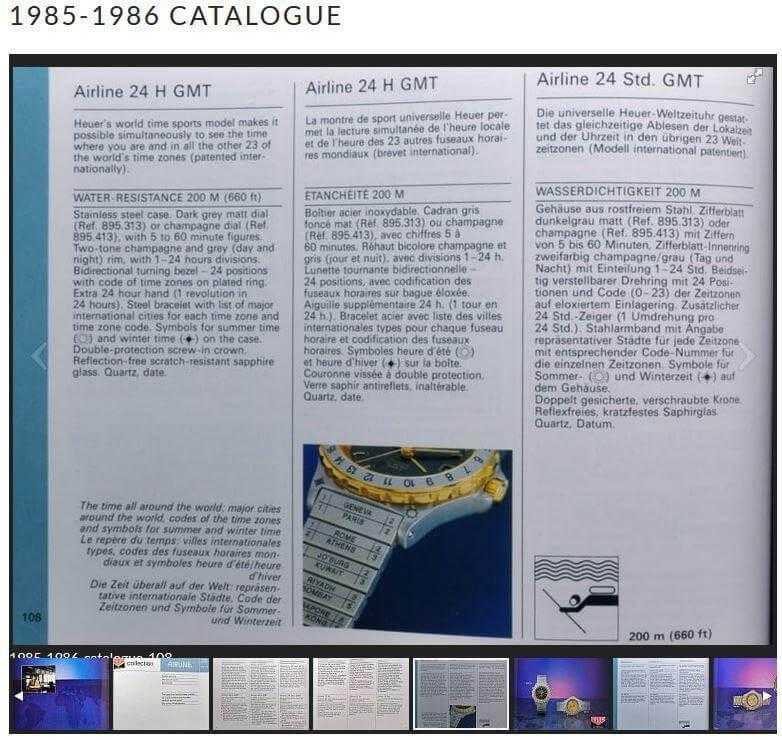 1985-1986 CATALOGUE
Airline 24 H GMT
Heuer's world time sports model makes it
possible simultaneously to see the time
where you are and in all the other 23 of
the world's time zones (patented inter-
nationally).
WATER-RESISTANCE 200 M (660 ft)
Stainless steel case. Dark grey matt dial
(Ref. 895.313) or champagne dial (Ref.
895.413), with 5 to 60 minute figures.
Two-tone champagne and grey (day and
night) rim, with 1-24 hours divisions.
Bidirectional turning bezel – 24 positions
with code of time zones on plated ring.
Extra 24 hour hand (1 revolution in
24 hours). Steel bracelet with list of major
international cities for each time zone and
time zone code. Symbols for summer time
( ) and winter time ( ) on the case.
Double-protection screw-in crown.
Reflection-free scratch-resistant sapphire
glass. Quartz, date.
The time all around the world: major cities
around the world, codes of the time zones
and symbols for summer and winter time
Le repère du temps: villes internationales
types, codes des fuseaux horaires mon-
diaux et symboles heure d'été/heure
d'hiver
Die Zeit überall auf der Welt: repräsen-
tative internationale Städte, Code der
Zeitzonen und Symbole für Sommer-
und Winterzeit
108
Airline 24 H GMT
La montre de sport universelle Heuer per-
met la lecture simultanée de l'heure locale
et de l'heure des 23 autres fuseaux horai-
res mondiaux (brevet international).
ETANCHÉITÉ 200 M
Boîtier acier inoxydable. Cadran gris
foncé mat (Réf. 895.313) ou champagne
(Réf. 895.413), avec chiffres 5 à
60 minutes. Réhaut bicolore champagne et
gris (jour et nuit), avec divisions 1-24 h.
Lunette tournante bidirectionnelle –
24 positions, avec codification des
fuseaux horaires sur bague éloxée.
Aiguille supplémentaire 24 h. (1 tour en
24 h.). Bracelet acier avec liste des villes
internationales types pour chaque fuseau
horaire et codification des fuseaux
horaires. Symboles heure d'été ( )
et heure d'hiver ( ) sur la boîte.
Couronne vissée à double protection.
Verre saphir antireflets, inaltérable.
Quartz, date.
GENEVA
PARIS
ROME
ATHENS
JO'BURG
KUWAIT
RIYADH
BOMBAY
Airline 24 Std. GMT
Die universelle Heuer-Weltzeituhr gestat-
tet das gleichzeitige Ablesen der Lokalzeit
und der Uhrzeit in den übrigen 23 Welt-
zeitzonen (Modell international patentiert).
WASSERDICHTIGKEIT 200 M
Gehäuse aus rostfreiem Stahl. Zifferblatt
dunkelgrau matt (Ref. 895.313) oder
champagne (Ref. 895.413) mit Ziffern
von 5 bis 60 Minuten, Zifferblatt-Innenring
zweifarbig champagne/grau (Tag und
Nacht) mit Einteilung 1-24 Std. Beidsei-
tig verstellbarer Drehring mit 24 Posi-
tionen und Code (0-23) der Zeitzonen
auf eloxiertem Einlagering. Zusätzlicher
24 Std.-Zeiger (1 Umdrehung pro
24 Std.). Stahlarmband mit Angabe
repräsentativer Städte für jede Zeitzone
mit entsprechender Code-Nummer für
die einzelnen Zeitzonen. Symbole für
Sommer- ( ) und Winterzeit ( ) auf
dem Gehäuse.
Doppelt gesicherte, verschraubte Krone.
Reflexfreies, kratzfestes Saphirglas.
Quartz, Datum.
200 m (660 ft)
1985-1986 catalogue-108
collection
AIRLINE